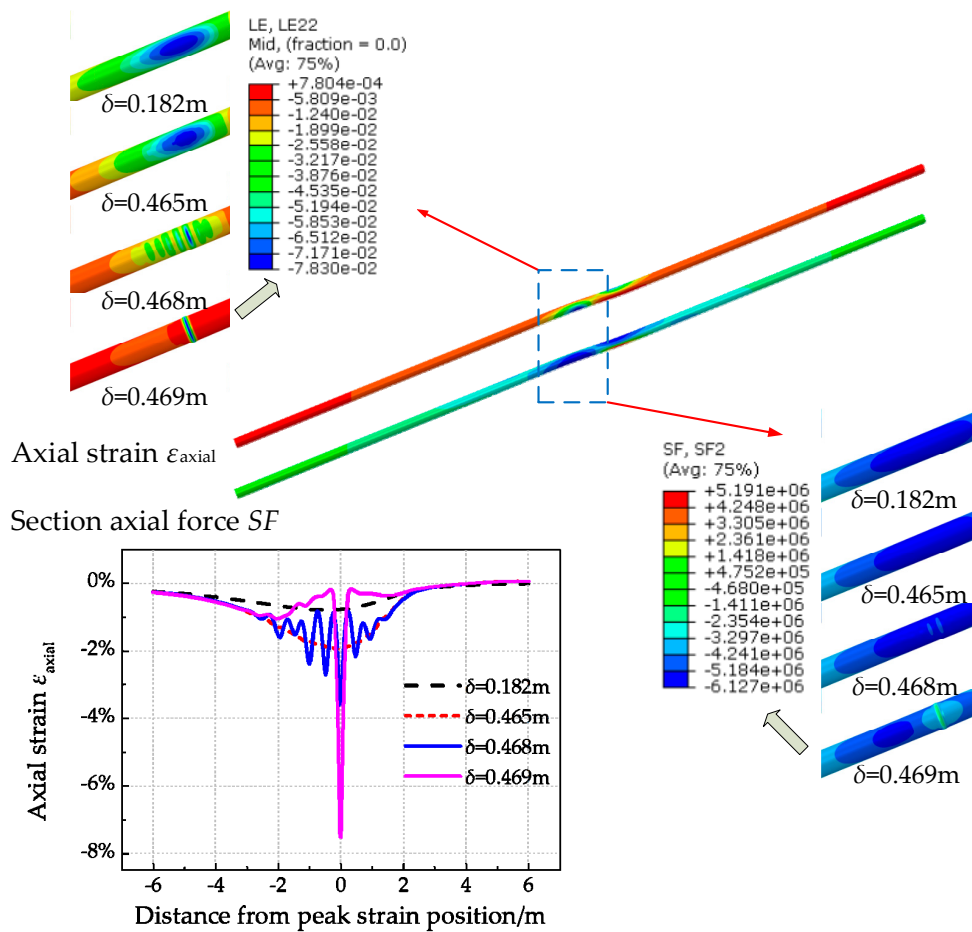 LE, LE22
Mid, (fraction = 0.0)
(Avg: 75%)
+7.804e-04
-5.809e-03
-1.240e-02
-1.899e-02
-2.558e-02
-3.217e-02
-3.876e-02
-4.535e-02
-5.194e-02
-5.853e-02
-6.512e-02
-7.171e-02
-7.830e-02
δ=0.182m
δ=0.465m
δ=0.468m
δ=0.469m
Axial strain εaxial
Section axial force SF
SF, SF2
(Avg: 75%)
+5.191e+06
+4.248e+06
+3.305e+06
+2.361e+06
+1.418e+06
+4.752e+05
-4.680e+05
-1.411e+06
-2.354e+06
-3.297e+06
-4.241e+06
-5.184e+06
-6.127e+06
δ=0.182m
δ=0.465m
δ=0.468m
δ=0.469m
Axial strain εaxial
0%
-2%
-4%
-6%
-8%
δ=0.182m
δ=0.465m
δ=0.468m
δ=0.469m
-6 -4 -2 0 2 4 6
Distance from peak strain position/m